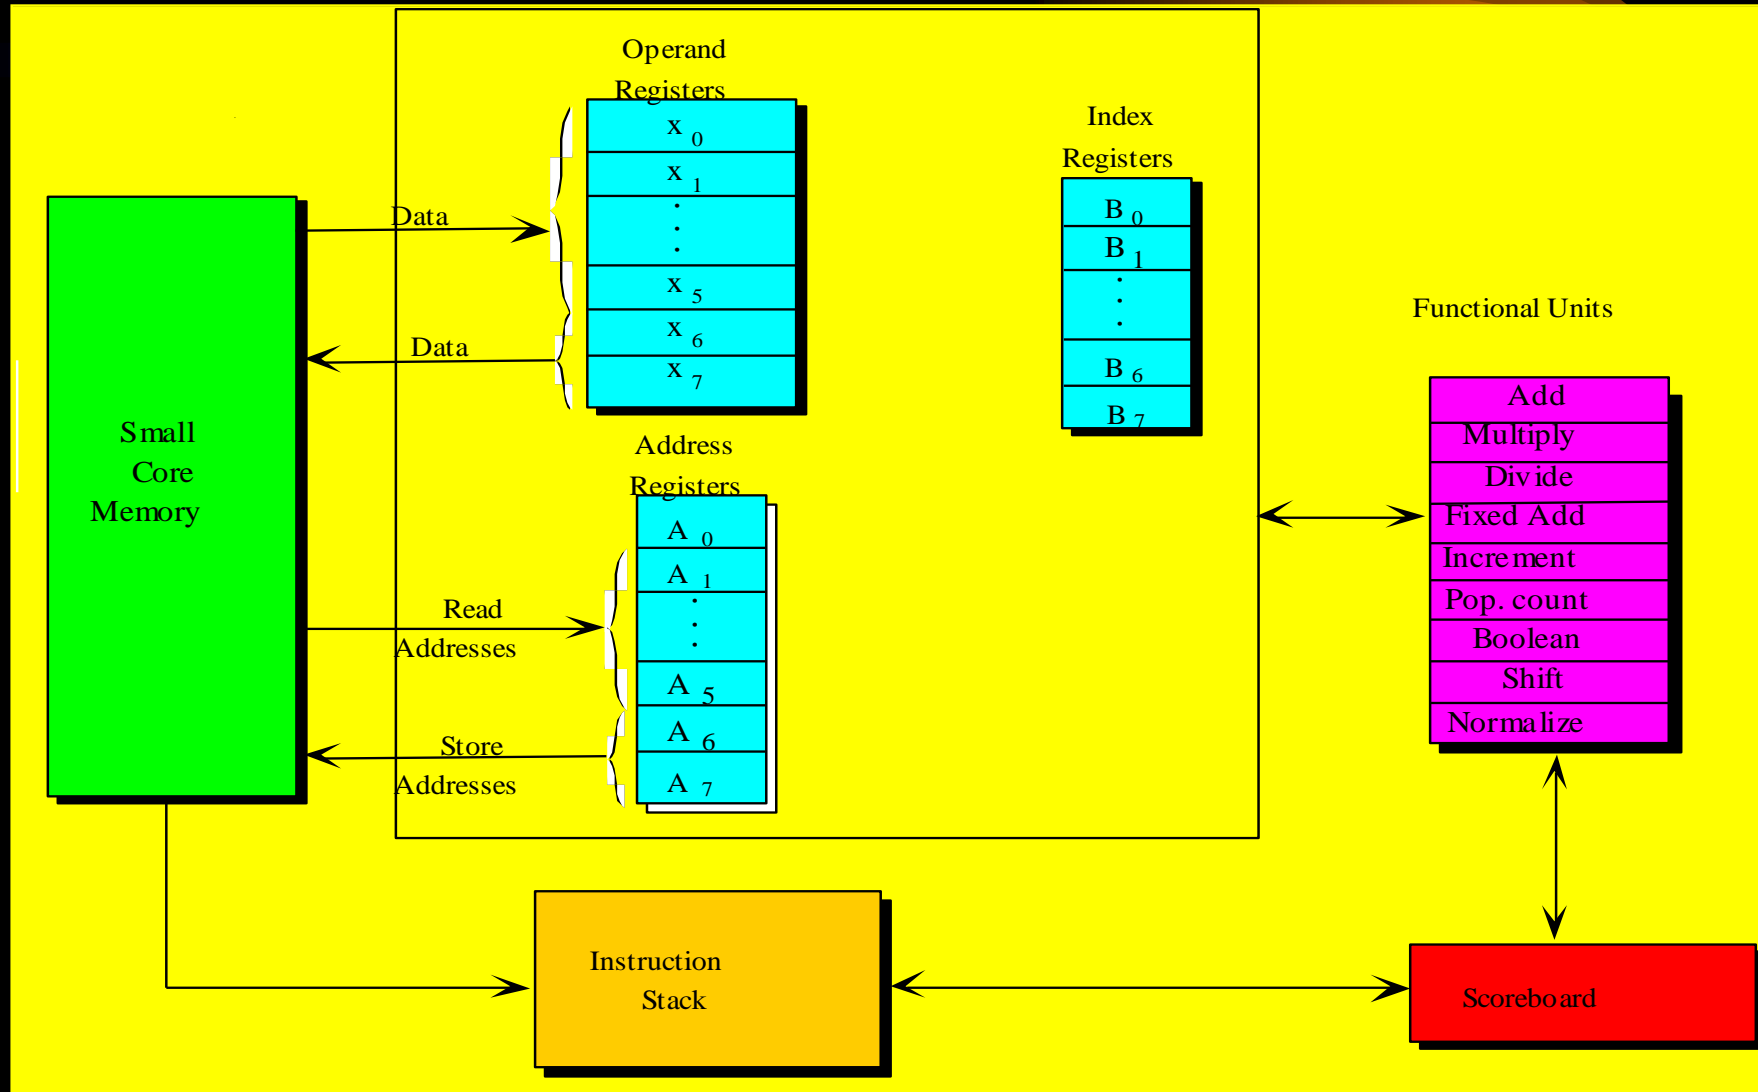 Operand
Registers
x 0
x 1
.
.
.
x 5
x 6
x 7
Index
Registers
B 0
B 1
.
.
.
B 6
B 7
Data
Data
Small
Core
Memory
Address
Registers
A 0
A 1
.
.
.
A 5
A 6
A 7
Read
Addresses
Store
Addresses
Functional Units
Add
Multiply
Divide
Fixed Add
Increment
Pop. count
Boolean
Shift
Normalize
Instruction
Stack
Scoreboard